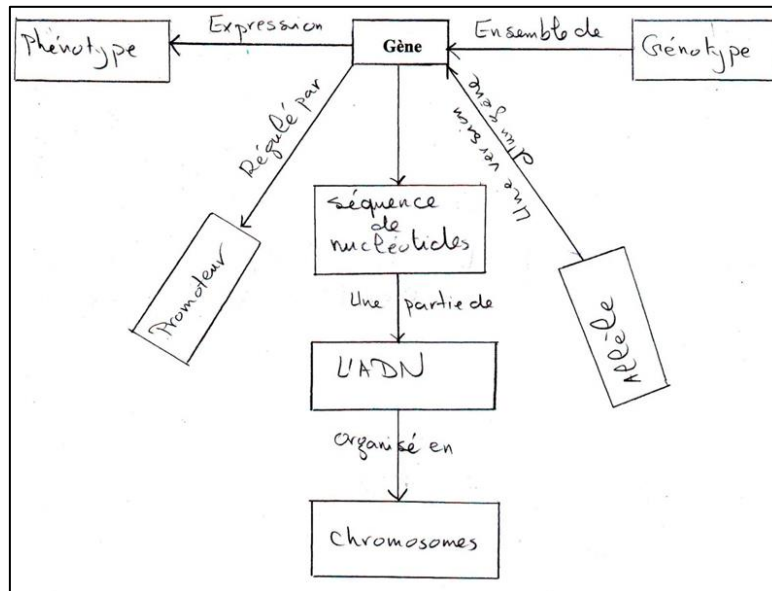 Phénotype
Expression
Gène
Ensemble de
Génotype
Régulé par
Une version
d'un gène
séquence
de
nucléotides
Promoteur
Allèle
Une partie de
L'ADN
organisé en
chromosomes